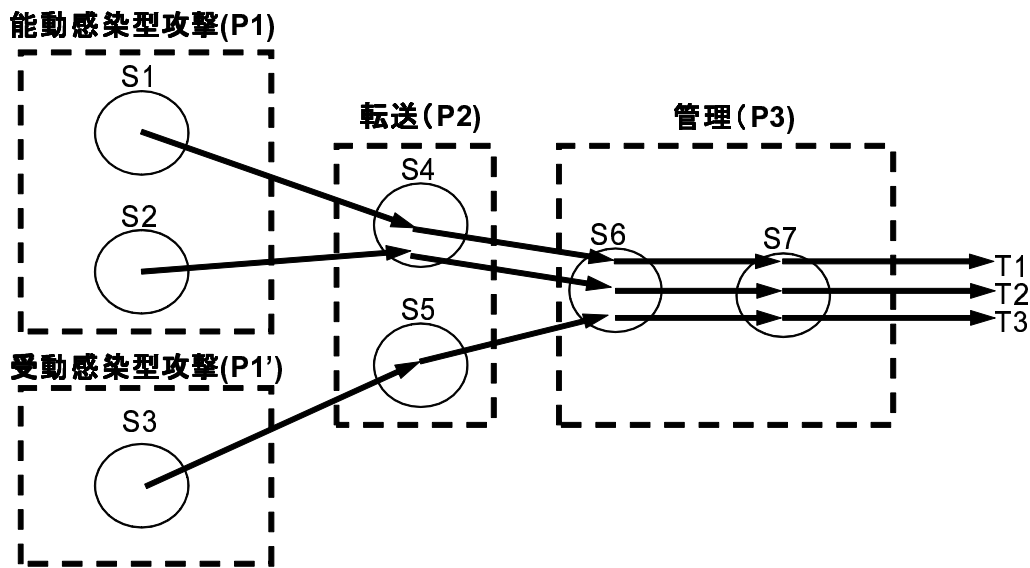 能動感染型攻撃(P1)
S1
S2
受動感染型攻撃(P1')
S3
転送(P2)
S4
S5
管理(P3)
S6
S7
T1
T2
T3